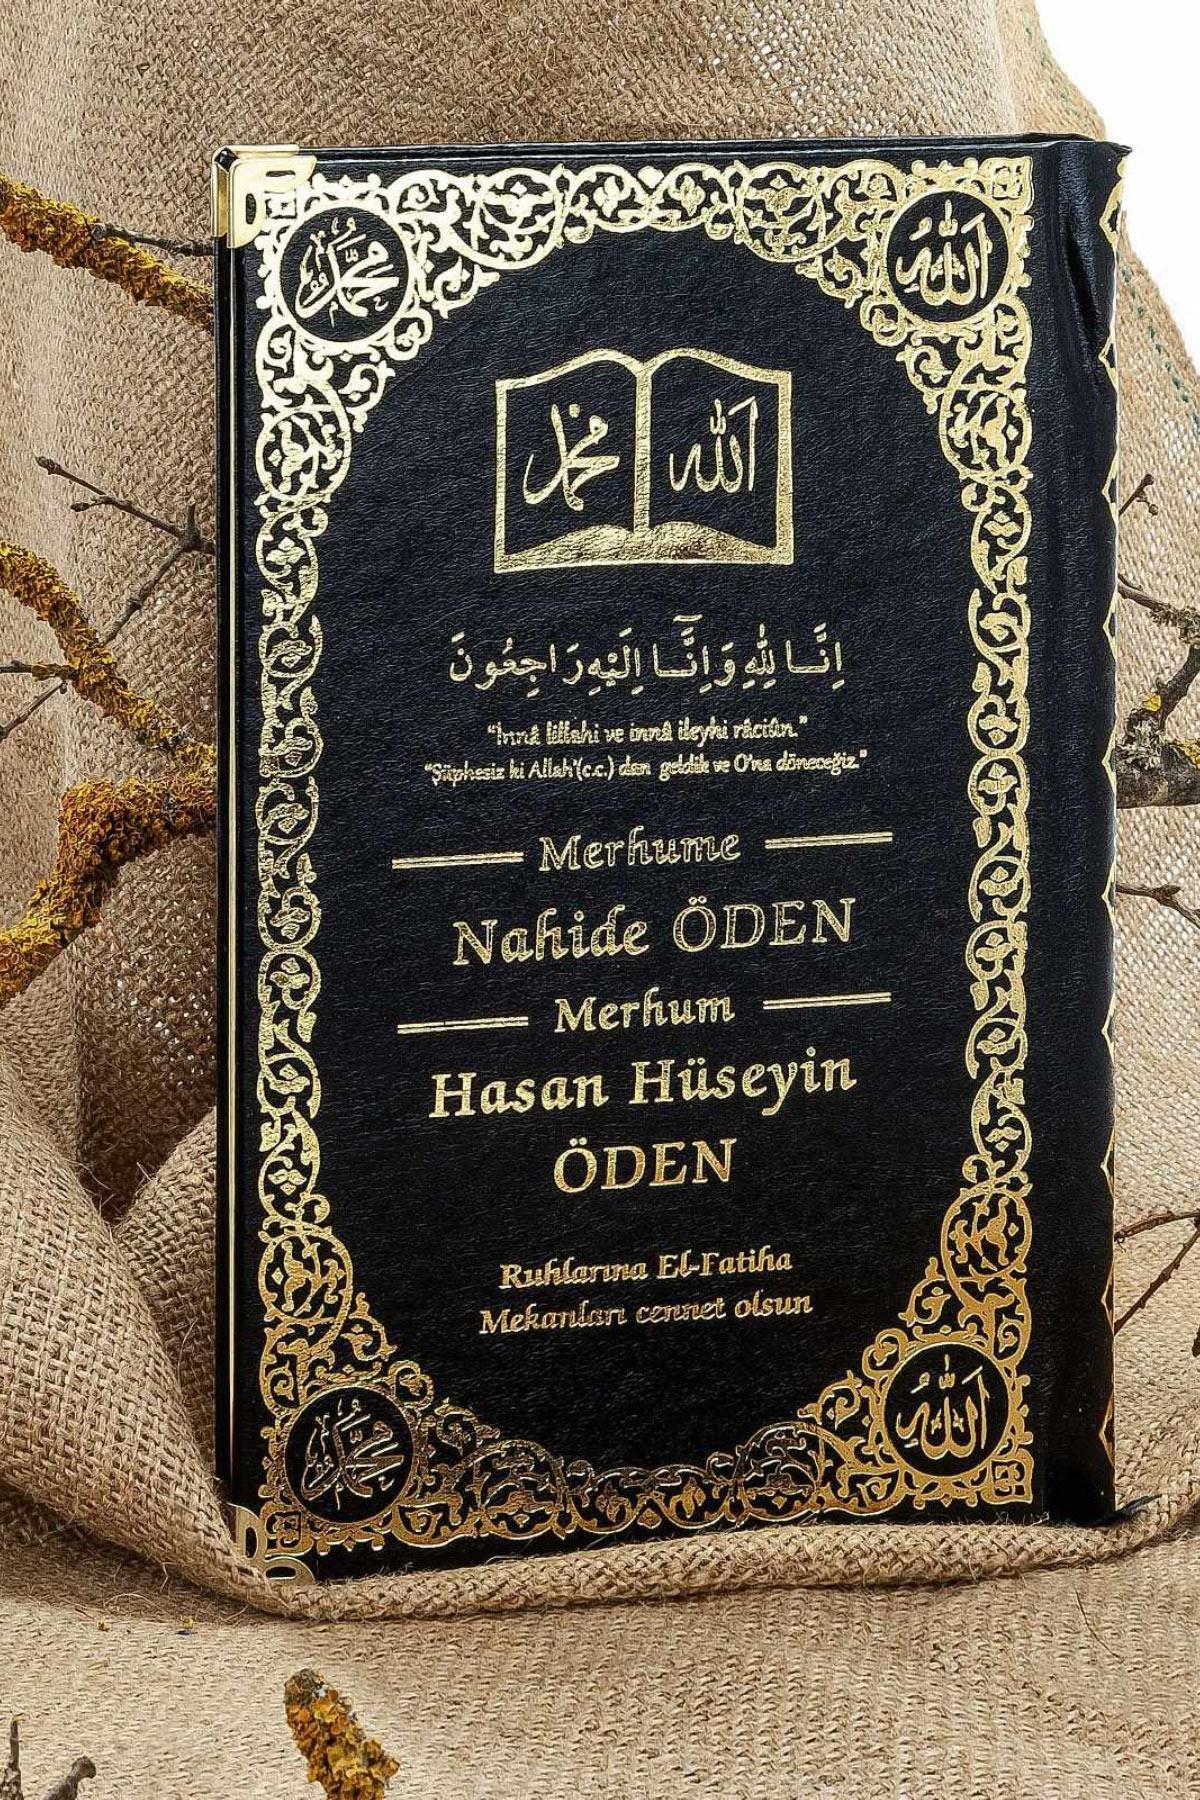 محمد الله
محمد الله
إِنَّا لِلّٰهِ وَإِنَّآ إِلَيْهِ رَاجِعُونَ
"İnnâ lillahi ve innâ ileyhi râciûn."
"Şüphesiz ki Allah'(c.c.) dan geldik ve O'na döneceğiz."
Merhume
Nahide ÖDEN
Merhum
Hasan Hüseyin
ÖDEN
Ruhlarına El-Fatiha
Mekanları cennet olsun
محمد الله